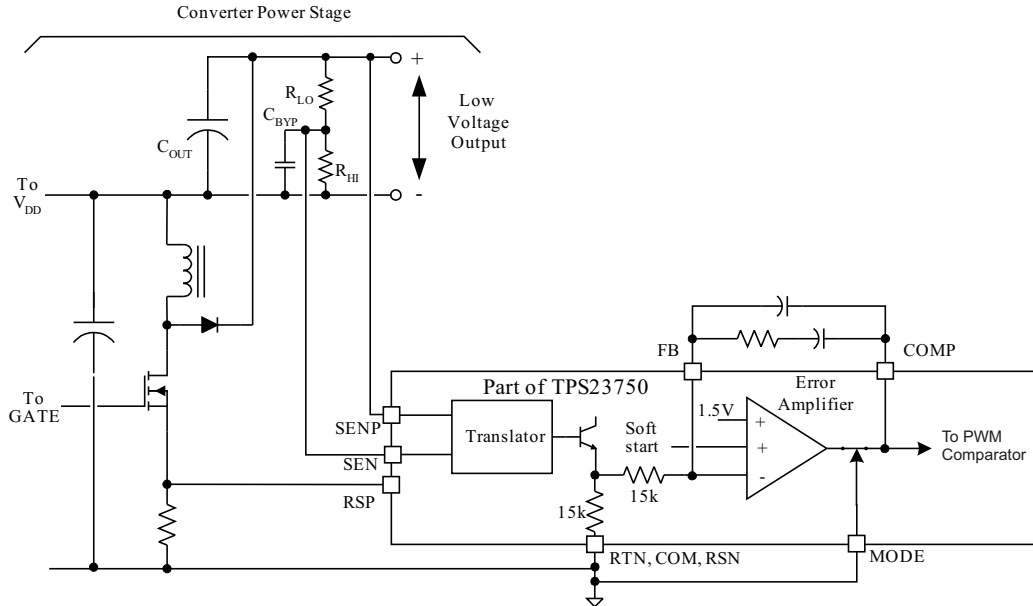 Converter Power Stage
+
R_LO
C_BYP
Low
Voltage
Output
C_OUT
R_HI
To
V_DD
-
FB
COMP
To
GATE
Part of TPS23750
Error
Amplifier
SENP
Translator
Soft
start
1.5V
+
+
-
To PWM
Comparator
SEN
15k
RSP
15k
RTN, COM, RSN
MODE